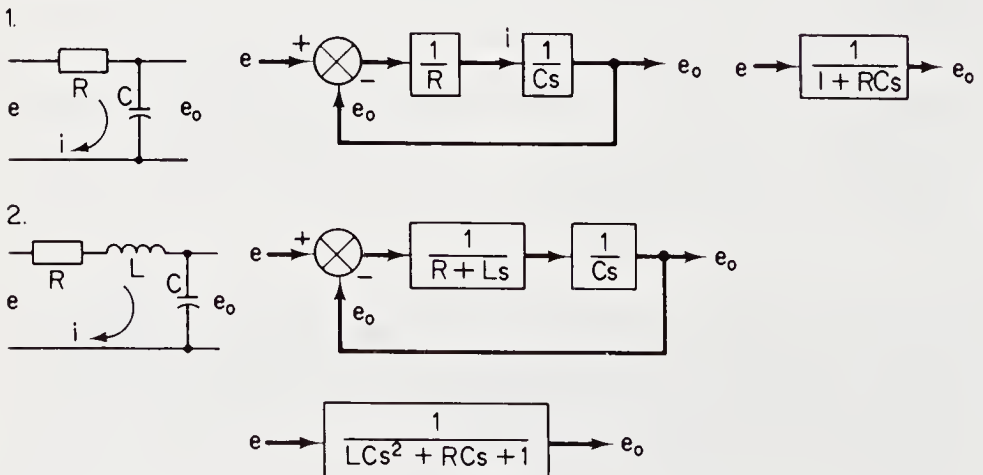 1.
R
C
e
e₀
i
e
+
−
e₀
1
R
i
1
Cs
e₀
e
1
1 + RCs
e₀
2.
R
L
C
e
e₀
i
e
+
−
e₀
1
R + Ls
1
Cs
e₀
e
1
LCs² + RCs + 1
e₀